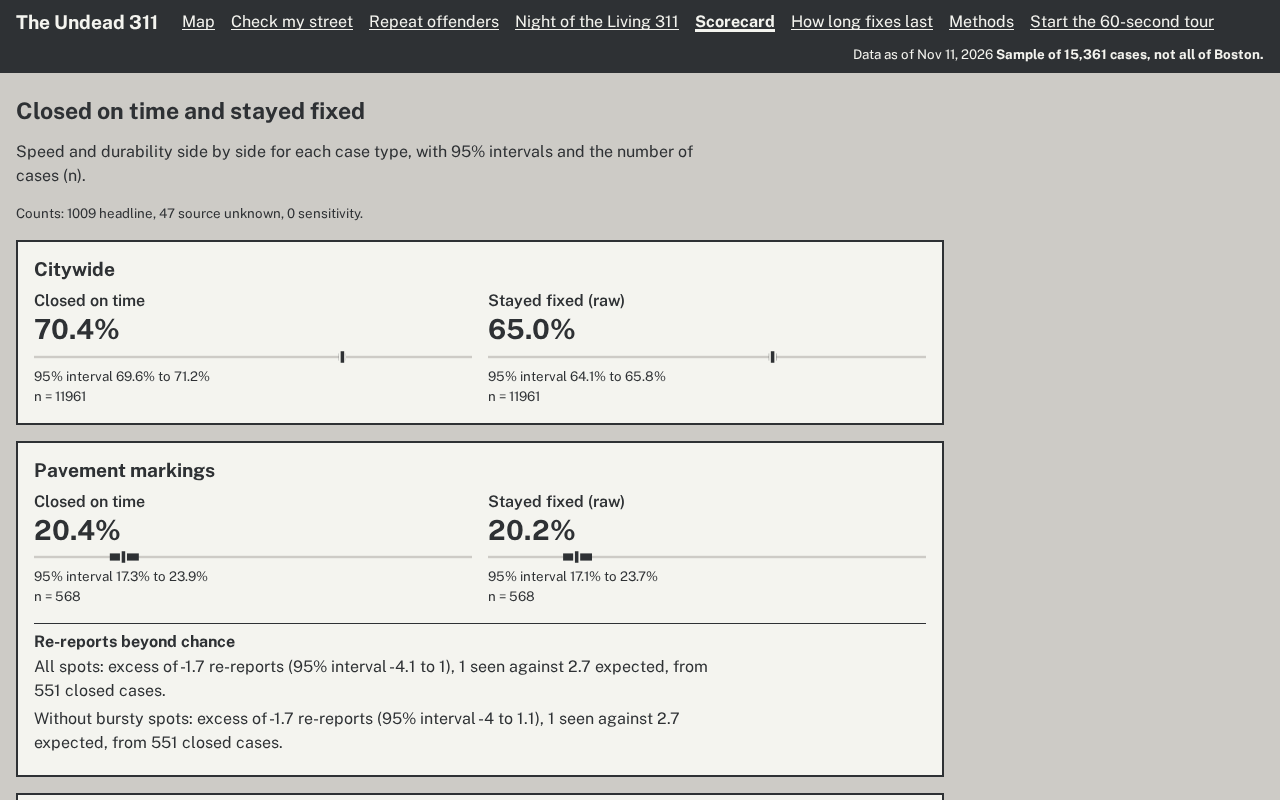 The Undead 311 Map Check my street Repeat offenders Night of the Living 311 Scorecard How long fixes last Methods Start the 60-second tour
Data as of Nov 11, 2026 Sample of 15,361 cases, not all of Boston.
Closed on time and stayed fixed
Speed and durability side by side for each case type, with 95% intervals and the number of
cases (n).
Counts: 1009 headline, 47 source unknown, 0 sensitivity.
Citywide
Closed on time
70.4%
95% interval 69.6% to 71.2%
n = 11961
Stayed fixed (raw)
65.0%
95% interval 64.1% to 65.8%
n = 11961
Pavement markings
Closed on time
20.4%
95% interval 17.3% to 23.9%
n = 568
Stayed fixed (raw)
20.2%
95% interval 17.1% to 23.7%
n = 568
Re-reports beyond chance
All spots: excess of -1.7 re-reports (95% interval -4.1 to 1), 1 seen against 2.7 expected, from
551 closed cases.
Without bursty spots: excess of -1.7 re-reports (95% interval -4 to 1.1), 1 seen against 2.7
expected, from 551 closed cases.